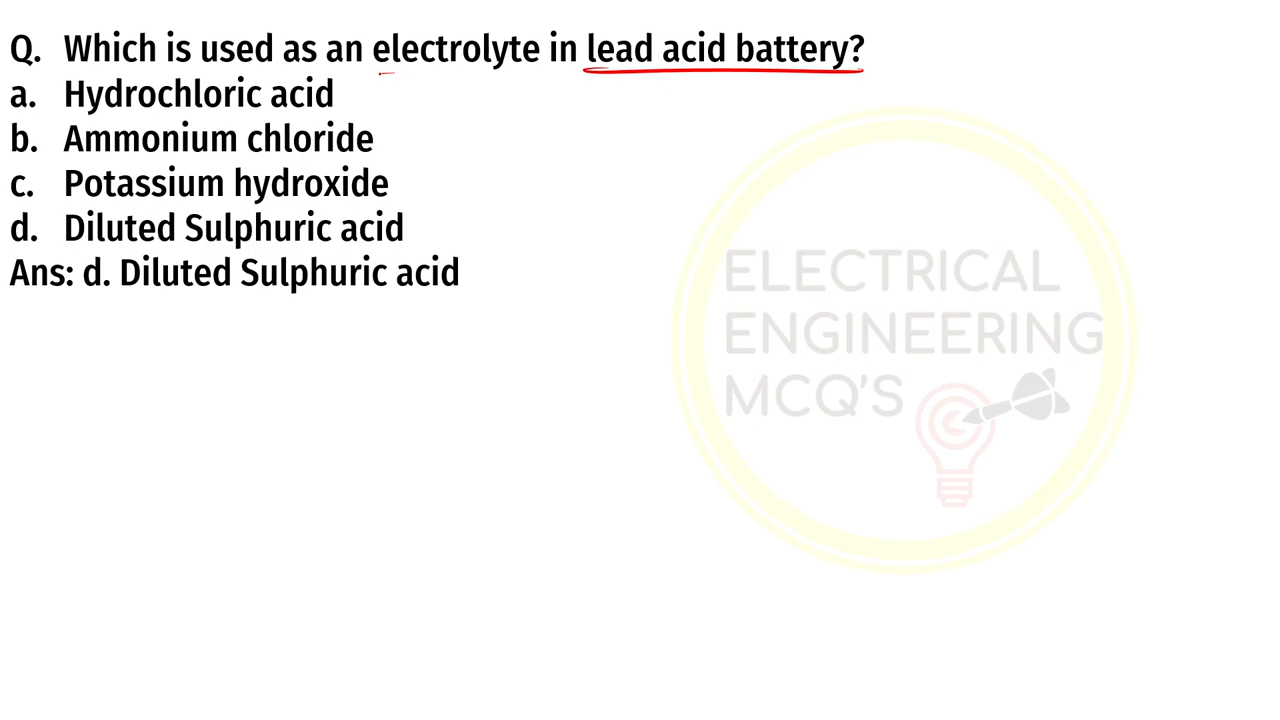 Q. Which is used as an electrolyte in lead acid battery?
a. Hydrochloric acid
b. Ammonium chloride
c. Potassium hydroxide
d. Diluted Sulphuric acid
Ans: d. Diluted Sulphuric acid
ELECTRICAL
ENGINEERING
MCQ'S